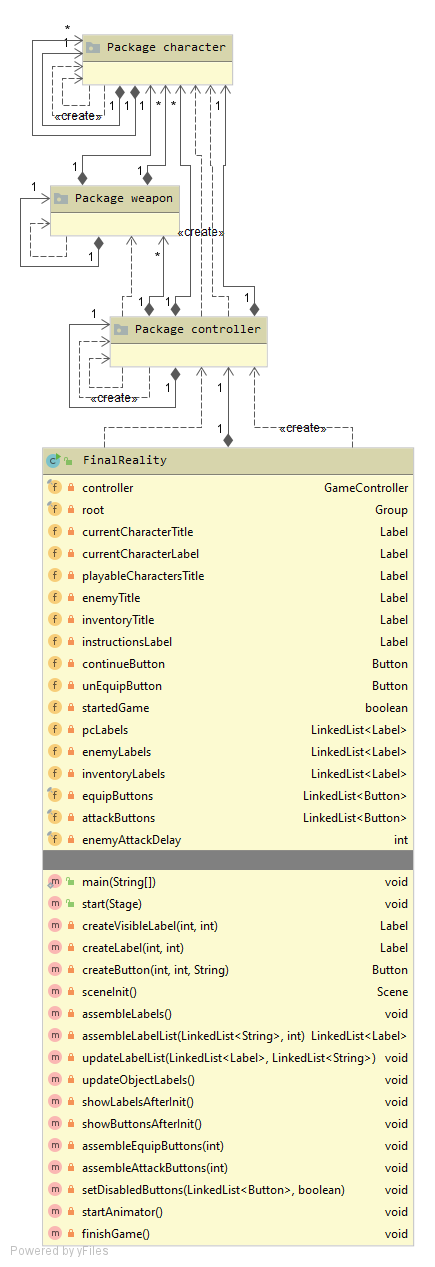 *
1
Package character
1 1 1 * * 1
«create»
1 1
1
Package weapon
1
«create»
*
1 1 1
1
Package controller
1
1
«create»
1
«create»
FinalReality
controller GameController
root Group
currentCharacterTitle Label
currentCharacterLabel Label
playableCharactersTitle Label
enemyTitle Label
inventoryTitle Label
instructionsLabel Label
continueButton Button
unEquipButton Button
startedGame boolean
pcLabels LinkedList<Label>
enemyLabels LinkedList<Label>
inventoryLabels LinkedList<Label>
equipButtons LinkedList<Button>
attackButtons LinkedList<Button>
enemyAttackDelay int
main(String[]) void
start(Stage) void
createVisibleLabel(int, int) Label
createLabel(int, int) Label
createButton(int, int, String) Button
sceneInit() Scene
assembleLabels() void
assembleLabelList(LinkedList<String>, int) LinkedList<Label>
updateLabelList(LinkedList<Label>, LinkedList<String>) void
updateObjectLabels() void
showLabelsAfterInit() void
showButtonsAfterInit() void
assembleEquipButtons(int) void
assembleAttackButtons(int) void
setDisabledButtons(LinkedList<Button>, boolean) void
startAnimator() void
finishGame() void
Powered by yFiles